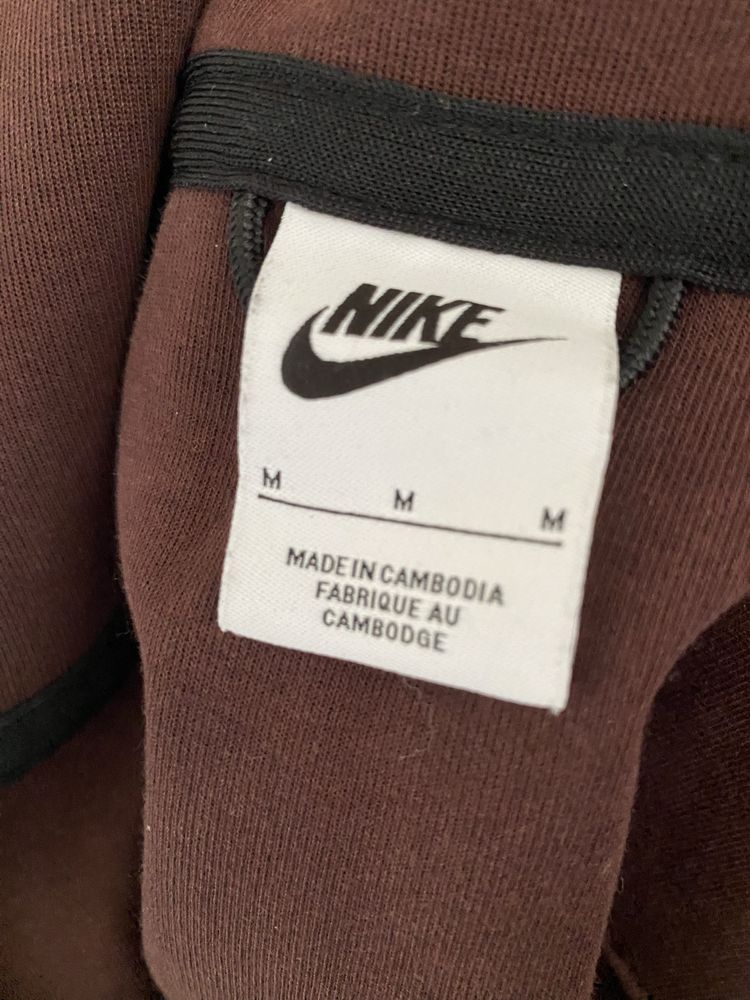 NIKE
M M M
MADE IN CAMBODIA
FABRIQUE AU
CAMBODGE